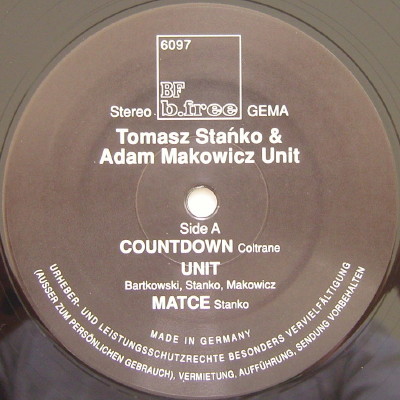 6097
BF
Stereo b.free GEMA
Tomasz Stańko &
Adam Makowicz Unit
Side A
COUNTDOWN Coltrane
UNIT
Bartkowski, Stanko, Makowicz
MATCE Stanko
MADE IN GERMANY
URHEBER- UND LEISTUNGSSCHUTZRECHTE BESONDERS VERVIELFÄLTIGUNG
(AUSSER ZUM PERSÖNLICHEN GEBRAUCH), VERMIETUNG, AUFFÜHRUNG, SENDUNG VORBEHALTEN